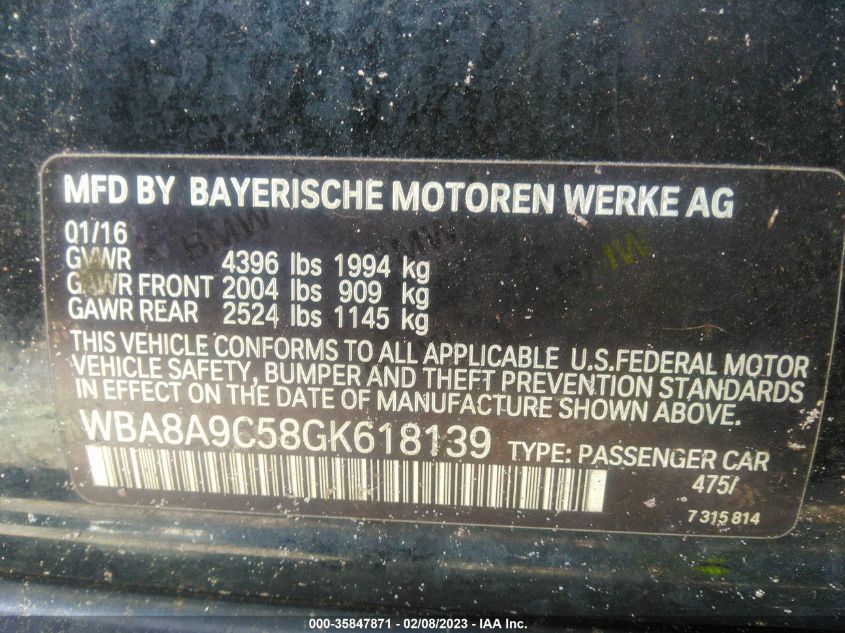 MFD BY BAYERISCHE MOTOREN WERKE AG
01/16
GVWR 4396 lbs 1994 kg
GAWR FRONT 2004 lbs 909 kg
GAWR REAR 2524 lbs 1145 kg
THIS VEHICLE CONFORMS TO ALL APPLICABLE U.S.FEDERAL MOTOR
VEHICLE SAFETY, BUMPER AND THEFT PREVENTION STANDARDS
IN EFFECT ON THE DATE OF MANUFACTURE SHOWN ABOVE.
WBA8A9C58GK618139 TYPE: PASSENGER CAR
475/
7 315 814
BMW BMW BMW
000-35847871 - 02/08/2023 - IAA Inc.